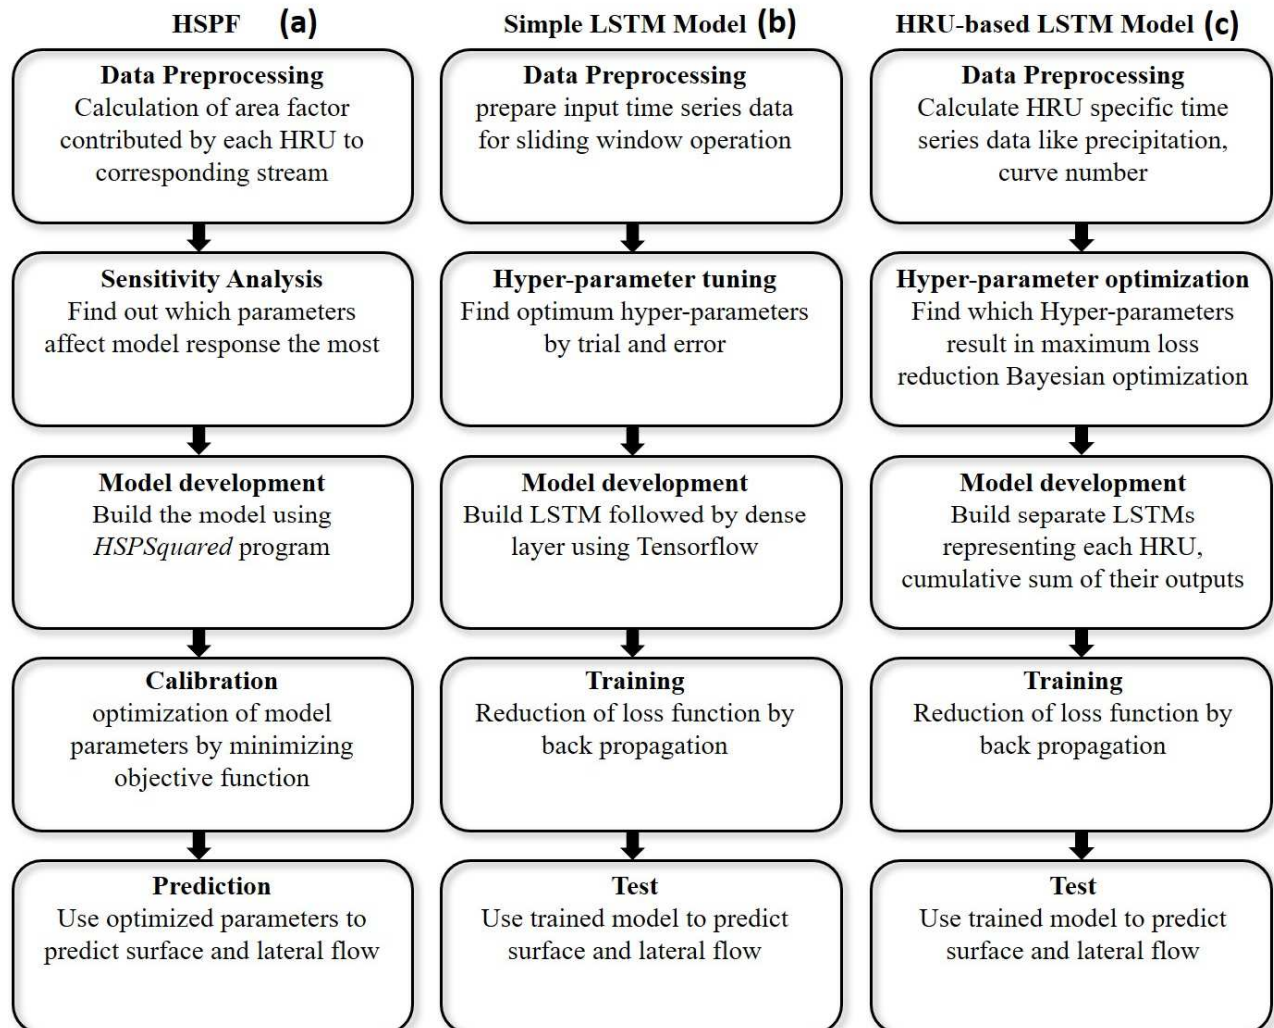 HSPF (a)
Data Preprocessing
Calculation of area factor
contributed by each HRU to
corresponding stream
Sensitivity Analysis
Find out which parameters
affect model response the most
Model development
Build the model using
HSPSquared program
Calibration
optimization of model
parameters by minimizing
objective function
Prediction
Use optimized parameters to
predict surface and lateral flow
Simple LSTM Model (b)
Data Preprocessing
prepare input time series data
for sliding window operation
Hyper-parameter tuning
Find optimum hyper-parameters
by trial and error
Model development
Build LSTM followed by dense
layer using Tensorflow
Training
Reduction of loss function by
back propagation
Test
Use trained model to predict
surface and lateral flow
HRU-based LSTM Model (c)
Data Preprocessing
Calculate HRU specific time
series data like precipitation,
curve number
Hyper-parameter optimization
Find which Hyper-parameters
result in maximum loss
reduction Bayesian optimization
Model development
Build separate LSTMs
representing each HRU,
cumulative sum of their outputs
Training
Reduction of loss function by
back propagation
Test
Use trained model to predict
surface and lateral flow